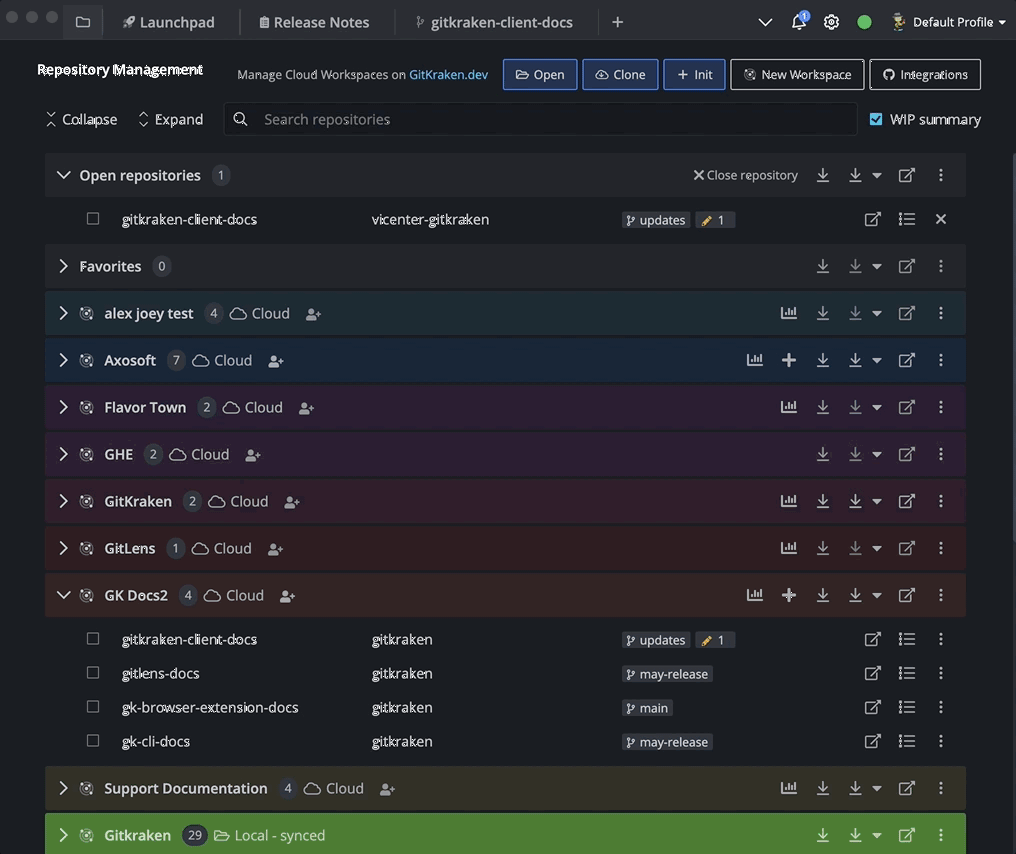 Launchpad Release Notes gitkraken-client-docs 1 Default Profile
Repository Management Manage Cloud Workspaces on GitKraken.dev Open Clone Init New Workspace Integrations
Collapse Expand Search repositories WIP summary
Open repositories 1 Close repository
gitkraken-client-docs vicenter-gitkraken updates 1
Favorites 0
alex joey test 4 Cloud
Axosoft 7 Cloud
Flavor Town 2 Cloud
GHE 2 Cloud
GitKraken 2 Cloud
GitLens 1 Cloud
GK Docs2 4 Cloud
gitkraken-client-docs gitkraken updates 1
gitlens-docs gitkraken may-release
gk-browser-extension-docs gitkraken main
gk-cli-docs gitkraken may-release
Support Documentation 4 Cloud
Gitkraken 29 Local - synced